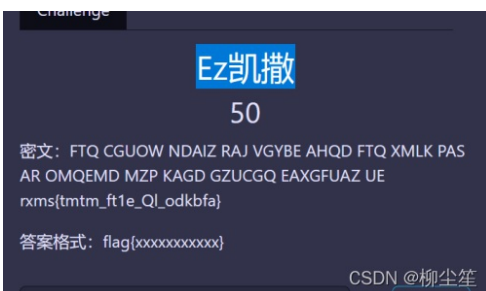 Challenge
Ez凯撒
50
密文：FTQ CGUOW NDAIZ RAJ VGYBE AHQD FTQ XMLK PAS
AR OMQEMD MZP KAGD GZUCGQ EAXGFUAZ UE
rxms{tmtm_ft1e_Ql_odkbfa}
答案格式：flag{xxxxxxxxxxx}
CSDN @柳尘笙